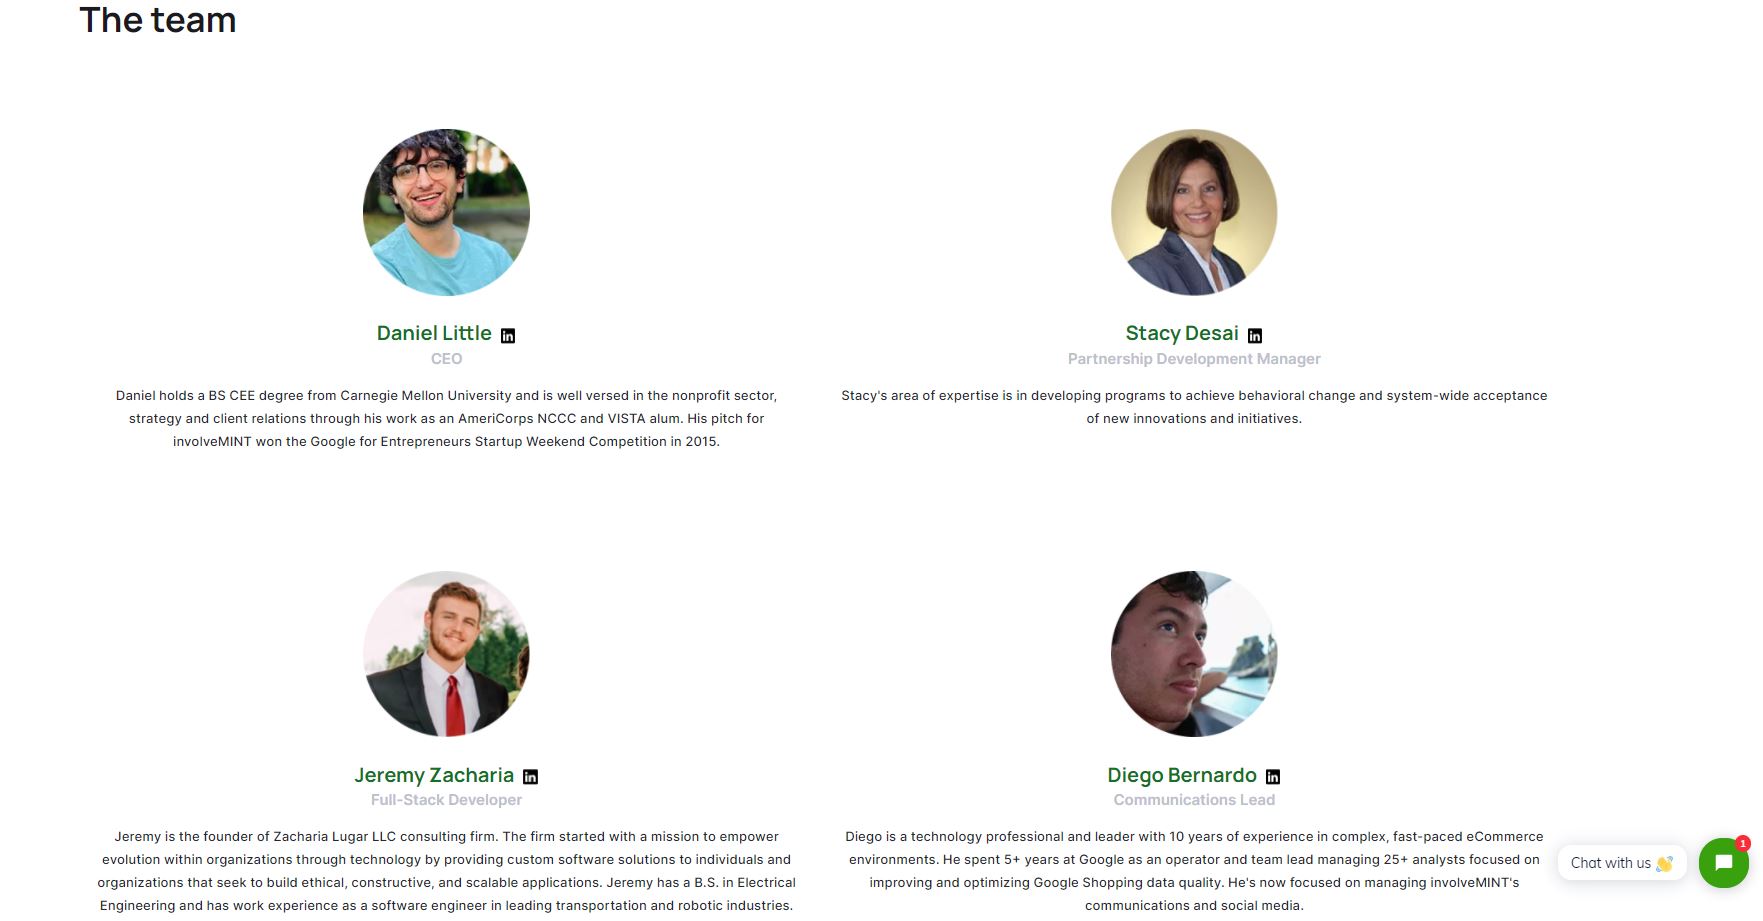 The team
Daniel Little in
CEO
Daniel holds a BS CEE degree from Carnegie Mellon University and is well versed in the nonprofit sector,
strategy and client relations through his work as an AmeriCorps NCCC and VISTA alum. His pitch for
involveMINT won the Google for Entrepreneurs Startup Weekend Competition in 2015.
Stacy Desai in
Partnership Development Manager
Stacy's area of expertise is in developing programs to achieve behavioral change and system-wide acceptance
of new innovations and initiatives.
Jeremy Zacharia in
Full-Stack Developer
Jeremy is the founder of Zacharia Lugar LLC consulting firm. The firm started with a mission to empower
evolution within organizations through technology by providing custom software solutions to individuals and
organizations that seek to build ethical, constructive, and scalable applications. Jeremy has a B.S. in Electrical
Engineering and has work experience as a software engineer in leading transportation and robotic industries.
Diego Bernardo in
Communications Lead
Diego is a technology professional and leader with 10 years of experience in complex, fast-paced eCommerce
environments. He spent 5+ years at Google as an operator and team lead managing 25+ analysts focused on
improving and optimizing Google Shopping data quality. He's now focused on managing involveMINT's
communications and social media.
Chat with us 👋
1